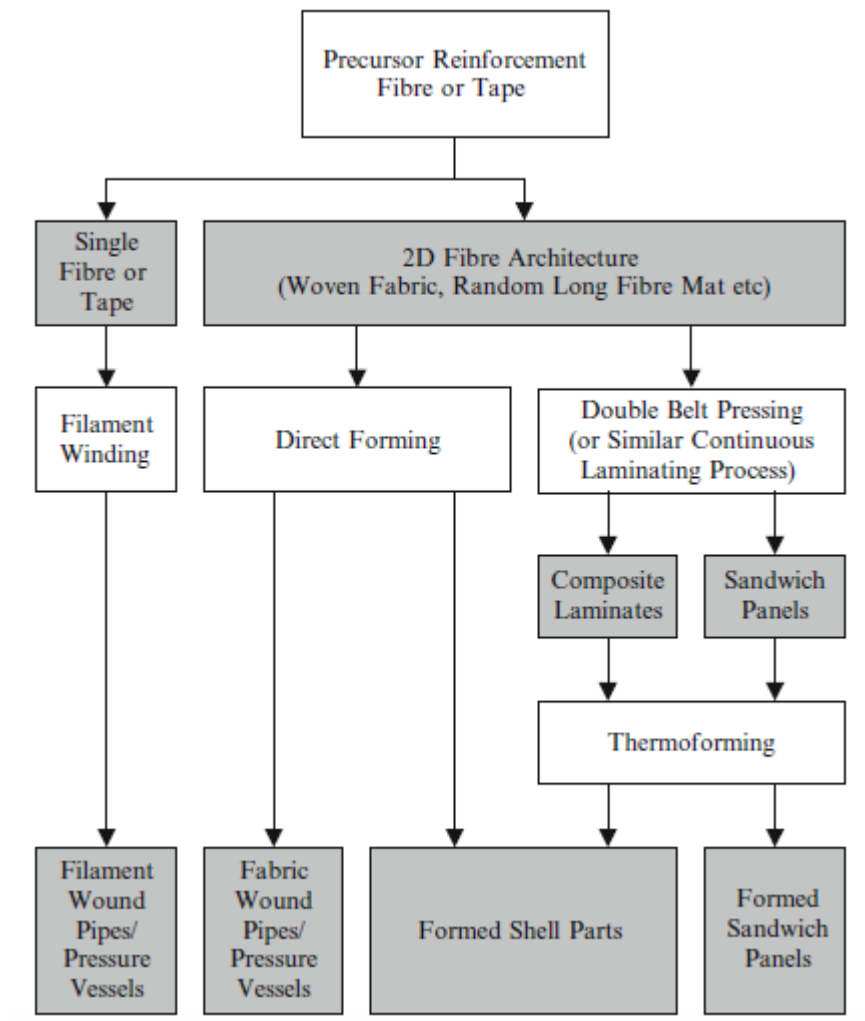 Precursor Reinforcement
Fibre or Tape
Single
Fibre or
Tape
2D Fibre Architecture
(Woven Fabric, Random Long Fibre Mat etc)
Filament
Winding
Direct Forming
Double Belt Pressing
(or Similar Continuous
Laminating Process)
Composite
Laminates
Sandwich
Panels
Thermoforming
Filament
Wound
Pipes/
Pressure
Vessels
Fabric
Wound
Pipes/
Pressure
Vessels
Formed Shell Parts
Formed
Sandwich
Panels